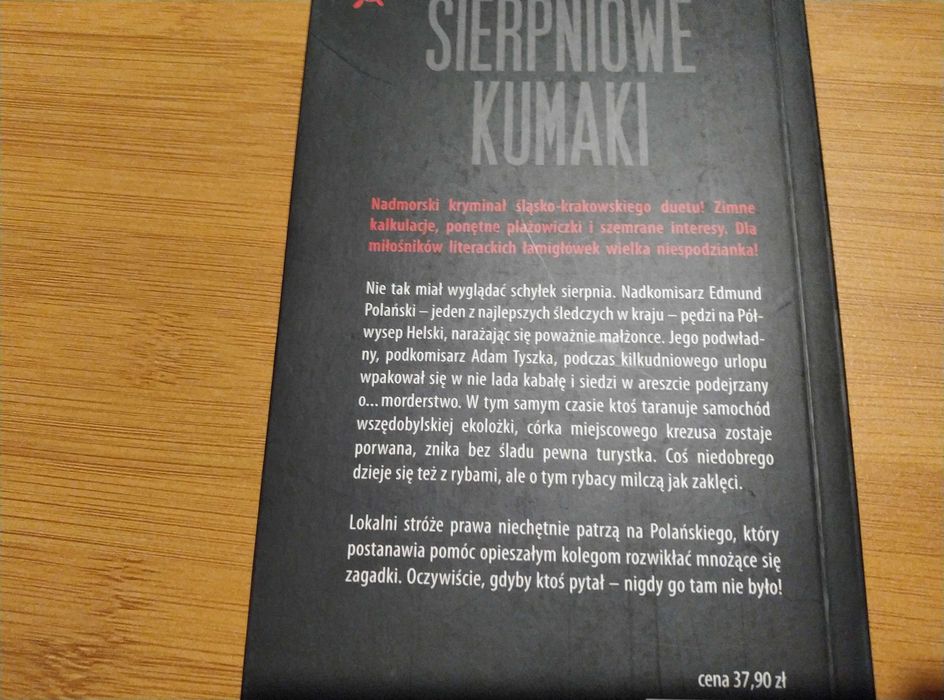 SIERPNIOWE
KUMAKI
Nadmorski kryminał śląsko-krakowskiego duetu! Zimne
kalkulacje, ponętne plażowiczki i szemrane interesy. Dla
miłośników literackich łamigłówek wielka niespodzianka!
Nie tak miał wyglądać schyłek sierpnia. Nadkomisarz Edmund
Polański – jeden z najlepszych śledczych w kraju – pędzi na Pół-
wysep Helski, narażając się poważnie małżonce. Jego podwład-
ny, podkomisarz Adam Tyszka, podczas kilkudniowego urlopu
wpakował się w nie lada kabałę i siedzi w areszcie podejrzany
o... morderstwo. W tym samym czasie ktoś taranuje samochód
wszędobylskiej ekolożki, córka miejscowego krezusa zostaje
porwana, znika bez śladu pewna turystka. Coś niedobrego
dzieje się też z rybami, ale o tym rybacy milczą jak zaklęci.
Lokalni stróże prawa niechętnie patrzą na Polańskiego, który
postanawia pomóc opieszałym kolegom rozwikłać mnożące się
zagadki. Oczywiście, gdyby ktoś pytał – nigdy go tam nie było!
cena 37,90 zł